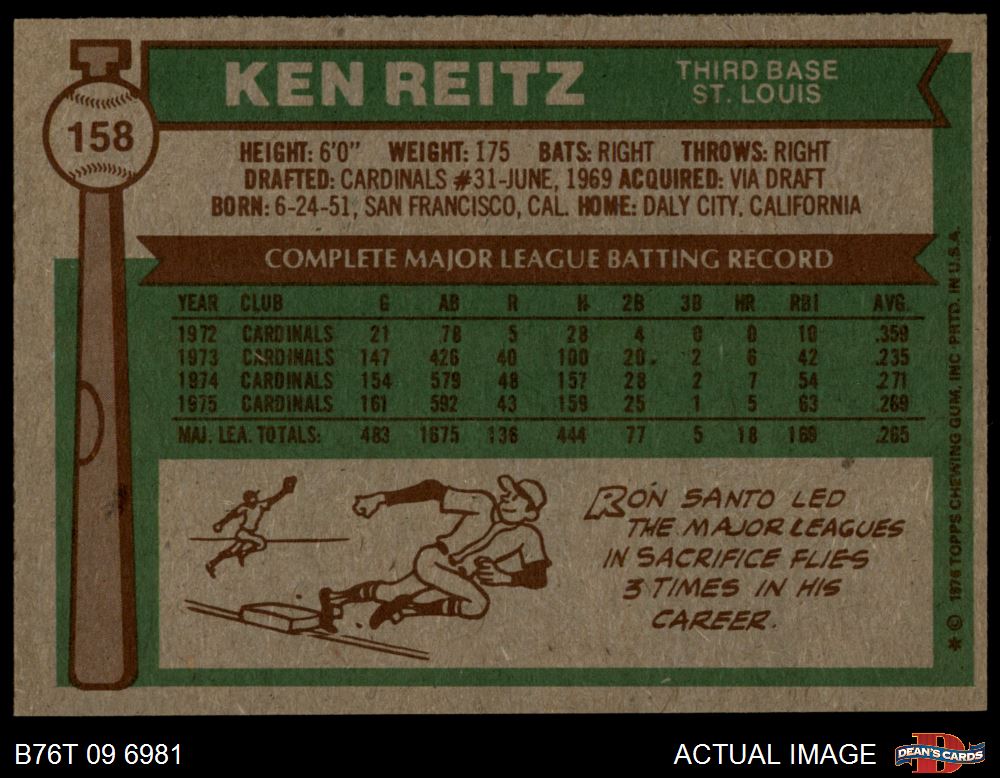 KEN REITZ
THIRD BASE
ST. LOUIS
158
HEIGHT: 6'0" WEIGHT: 175 BATS: RIGHT THROWS: RIGHT
DRAFTED: CARDINALS #31-JUNE, 1969 ACQUIRED: VIA DRAFT
BORN: 6-24-51, SAN FRANCISCO, CAL. HOME: DALY CITY, CALIFORNIA
COMPLETE MAJOR LEAGUE BATTING RECORD
YEAR CLUB G AB R H 2B 3B HR RBI AVG.
1972 CARDINALS 21 78 5 28 4 0 0 10 .359
1973 CARDINALS 147 426 40 100 20 2 6 42 .235
1974 CARDINALS 154 579 48 157 28 2 7 54 .271
1975 CARDINALS 161 592 43 159 25 1 5 63 .269
MAJ. LEA. TOTALS: 483 1675 136 444 77 5 18 169 .265
RON SANTO LED
THE MAJOR LEAGUES
IN SACRIFICE FLIES
3 TIMES IN HIS
CAREER.
* © 1976 TOPPS CHEWING GUM, INC. PRTD. IN U.S.A.
B76T 09 6981
ACTUAL IMAGE
D
DEAN'S CARDS